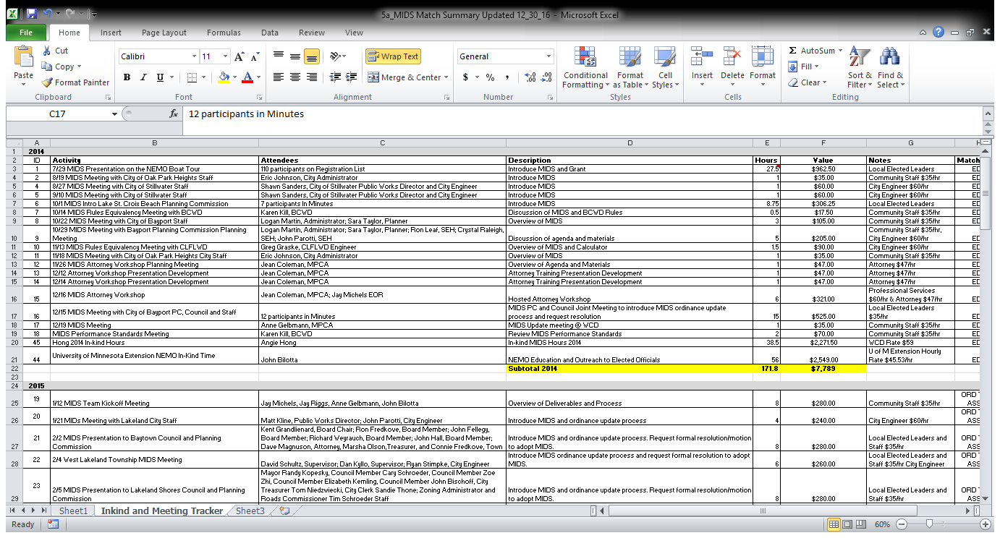 5a_MIDS Match Summary Updated 12_30_16 - Microsoft Excel
File Home Insert Page Layout Formulas Data Review View
Cut
Copy
Format Painter
Paste
Calibri 11
Wrap Text
Merge & Center
General
Conditional Formatting
Format as Table
Cell Styles
Insert Delete Format
AutoSum
Fill
Clear
Sort & Filter
Find & Select
Clipboard Font Alignment Number Styles Cells Editing
C17 fx 12 participants in Minutes
A B C D E F G H
1 2014
2 ID Activity Attendees Description Hours Value Notes Match
3 1 7/29 MIDS Presentation on the NEMO Boat Tour 110 participants on Registration List Introduce MIDS and Grant 27.5 $962.50 Local Elected Leaders
4 2 8/19 MIDS Meeting with City of Oak Park Heights Staff Eric Johnson, City Administrator Introduce MIDS 1 $35.00 Community Staff $35/hr
5 4 8/27 MIDS Meeting with City of Stillwater Staff Shawn Sanders, City of Stillwater Public Works Director and City Engineer Introduce MIDS 1 $60.00 City Engineer $60/hr
6 5 9/10 MIDS Meeting with City of Stillwater Staff Shawn Sanders, City of Stillwater Public Works Director and City Engineer Introduce MIDS 1 $60.00 City Engineer $60/hr
7 6 10/1 MIDS Intro Lake St. Croix Beach Planning Commission 7 participants In Minutes Introduce MIDS 8.75 $306.25 Local Elected Leaders
8 7 10/14 MIDS Rules Equivalency Meeting with BCWD Karen Kill, BCWD Discussion of MIDS and BCWD Rules 0.5 $17.50 Community Staff $35/hr
9 8 10/22 MIDS Meeting with City of Bayport Staff Logan Martin, Administrator; Sara Taylor, Planner Overview of MIDS 3 $105.00 Community Staff $35/hr
10/29 MIDS Meeting with Bayport Planning Commission Planning Logan Martin, Administrator; Sara Taylor, Planner; Ron Leaf, SEH; Crystal Raleigh, Community Staff $35/hr,
10 9 Meeting SEH; John Parotti, SEH Discussion of agenda and materials 5 $205.00 City Engineer $60/hr
11 10 11/13 MIDS Rules Equivalency Meeting with CLFLWD Greg Graske, CLFLWD Engineer Overview of MIDS and Calculator 1.5 $90.00 City Engineer $60/hr
12 11 11/18 MIDS Meeting with City of Oak Park Heights City Staff Eric Johnson, City Administrator Overview of MIDS 1 $35.00 Community Staff $35/hr
13 12 11/26 MIDS Attorney Workshop Planning Meeting Jean Coleman, MPCA Overview of Agenda and Materials 1 $47.00 Attorney $47/hr
14 13 12/12 Attorney Workshop Presentation Development Jean Coleman, MPCA Attorney Training Presentation Development 1 $47.00 Attorney $47/hr
15 14 12/14 Attorney Workshop Presentation Development Jean Coleman, MPCA Attorney Training Presentation Development 1 $47.00 Attorney $47/hr
Professional Services
16 15 12/16 MIDS Attorney Workshop Jean Coleman, MPCA; Jay Michels EOR Hosted Attorney Workshop 6 $321.00 $60/hr & Attorney $47/hr
MIDS PC and Council Joint Meeting to introduce MIDS ordinance update Local Elected Leaders
17 16 12/15 MIDS Meeting with City of Bayport PC, Council and Staff 12 participants in Minutes process and request resolution 15 $525.00 $35/hr
18 17 12/19 MIDS Meeting Anne Gelbmann, MPCA MIDS Update meeting @ WCD 1 $35.00 Community Staff $35/hr
19 18 MIDS Performance Standards Meeting Karen Kill, BCWD Review MIDS Performance Standards 2 $70.00 Community Staff $35/hr
20 45 Hong 2014 In-kind Hours Angie Hong In-kind MIDS Hours 2014 38.5 $2,271.50 WCD Rate $59
U of M Extension Hourly
21 44 University of Minnesota Extension NEMO In-Kind Time John Bilotta NEMO Education and Outreach to Elected Officials 56 $2,549.00 Rate $45.53/hr
22 Subtotal 2014 171.8 $7,789
23
24 2015
25 19 1/12 MIDS Team Kickoff Meeting Jay Michels, Jay Riggs, Anne Gelbmann, John Bilotta Overview of Deliverables and Process 8 $280.00 Community Staff $35/hr
26 20 1/21 MIDs Meeting with Lakeland City Staff Matt Kline, Public Works Director; John Parotti, City Engineer Introduce MIDS and ordinance update process 4 $240.00 City Engineer $60/hr
Kent Grandlienard, Board Chair; Ron Fredkove, Board Member; John Fellegy,
21 2/2 MIDS Presentation to Baytown Council and Planning Board Member; Richard Weyrauch, Board Member; John Hall, Board Member; Introduce MIDS and ordinance update process. Request formal resolution/motion Local Elected Leaders and
27 Commission Dave Magnuson, Attorney, Marsha Olson,Treasurer, and Connie Fredkove, Town to adopt MIDS. 8 $280.00 Staff $35/hr
Introduce MIDS ordinance update process and request formal resolution to adopt Local Elected Leaders and
28 22 2/4 West Lakeland Township MIDS Meeting David Schultz, Supervisor; Dan Kyllo, Supervisor; Ryan Stimpke, City Engineer MIDS. 6 $260.00 Staff $35/hr City Engineer
Mayor Randy Kopesky, Council Member Cary Schroeder, Council Member Zoe
Zhi, Council Member Elizabeth Kemling, Council Member John Bischoff, City
23 2/5 MIDS Presentation to Lakeland Shores Council and Planning Treasurer Tom Niedzwiecki, City Clerk Sandie Thone; Zoning Administrator and Introduce MIDS and ordinance update process. Request formal resolution/motion Local Elected Leaders and
29 Commission Roads Commissioner Tim Schroeder Staff to adopt MIDS. 8 $280.00 Staff $35/hr
Sheet1 Inkind and Meeting Tracker Sheet3
Ready 60%